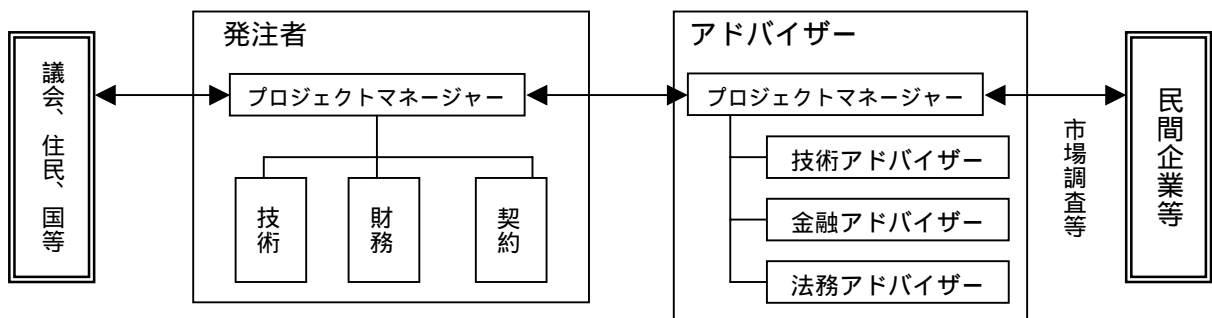 議会、住民、国等
発注者
プロジェクトマネージャー
技術
財務
契約
アドバイザー
プロジェクトマネージャー
技術アドバイザー
金融アドバイザー
法務アドバイザー
市場調査等
民間企業等